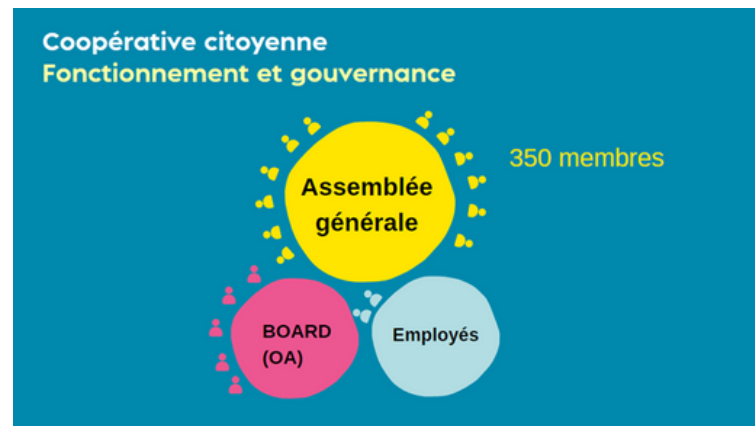 Coopérative citoyenne
Fonctionnement et gouvernance
350 membres
Assemblée
générale
BOARD
(OA)
Employés